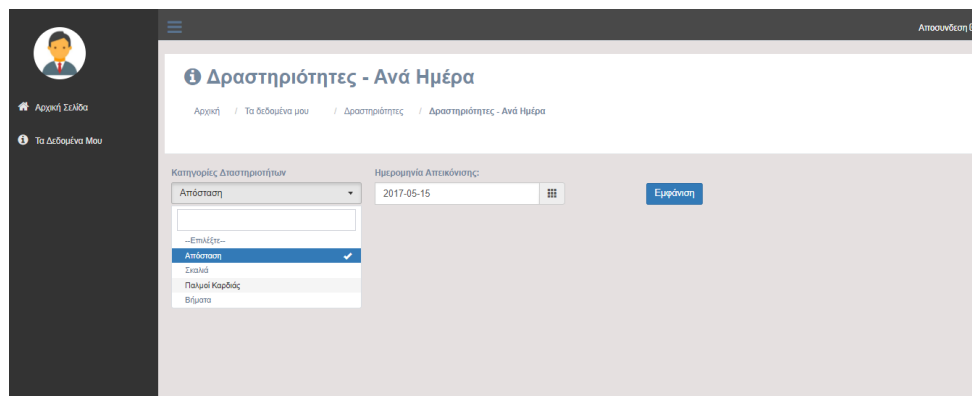 Αποσυνδεση
Δραστηριότητες - Ανά Ημέρα
Αρχική Σελίδα
Αρχική / Τα δεδομένα μου / Δραστηριότητες / Δραστηριότητες - Ανά Ημέρα
Τα Δεδομένα Μου
Κατηγορίες Δταστηριοτήτων
Ημερομηνία Απεικόνισης:
Απόσταση
2017-05-15
Εμφάνιση
--Επιλέξτε--
Απόσταση
Σκαλιά
Παλμοί Καρδιάς
Βήματα